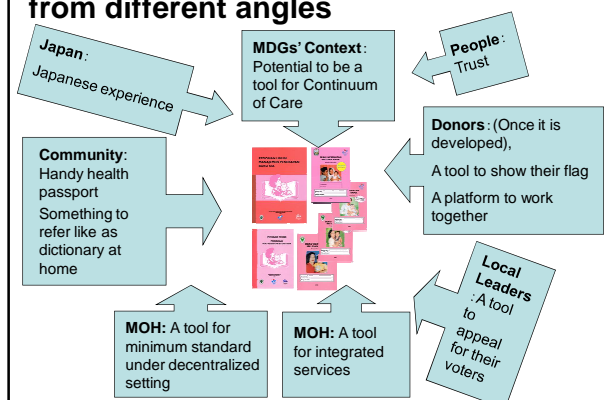 from different angles
Japan:
Japanese experience
MDGs' Context:
Potential to be a
tool for Continuum
of Care
People:
Trust
Community:
Handy health
passport
Something to
refer like as
dictionary at
home
Donors:(Once it is
developed),
A tool to show their flag
A platform to work
together
MOH: A tool for
minimum standard
under decentralized
setting
MOH: A tool
for integrated
services
Local
Leaders
: A tool
to
appeal
for their
voters